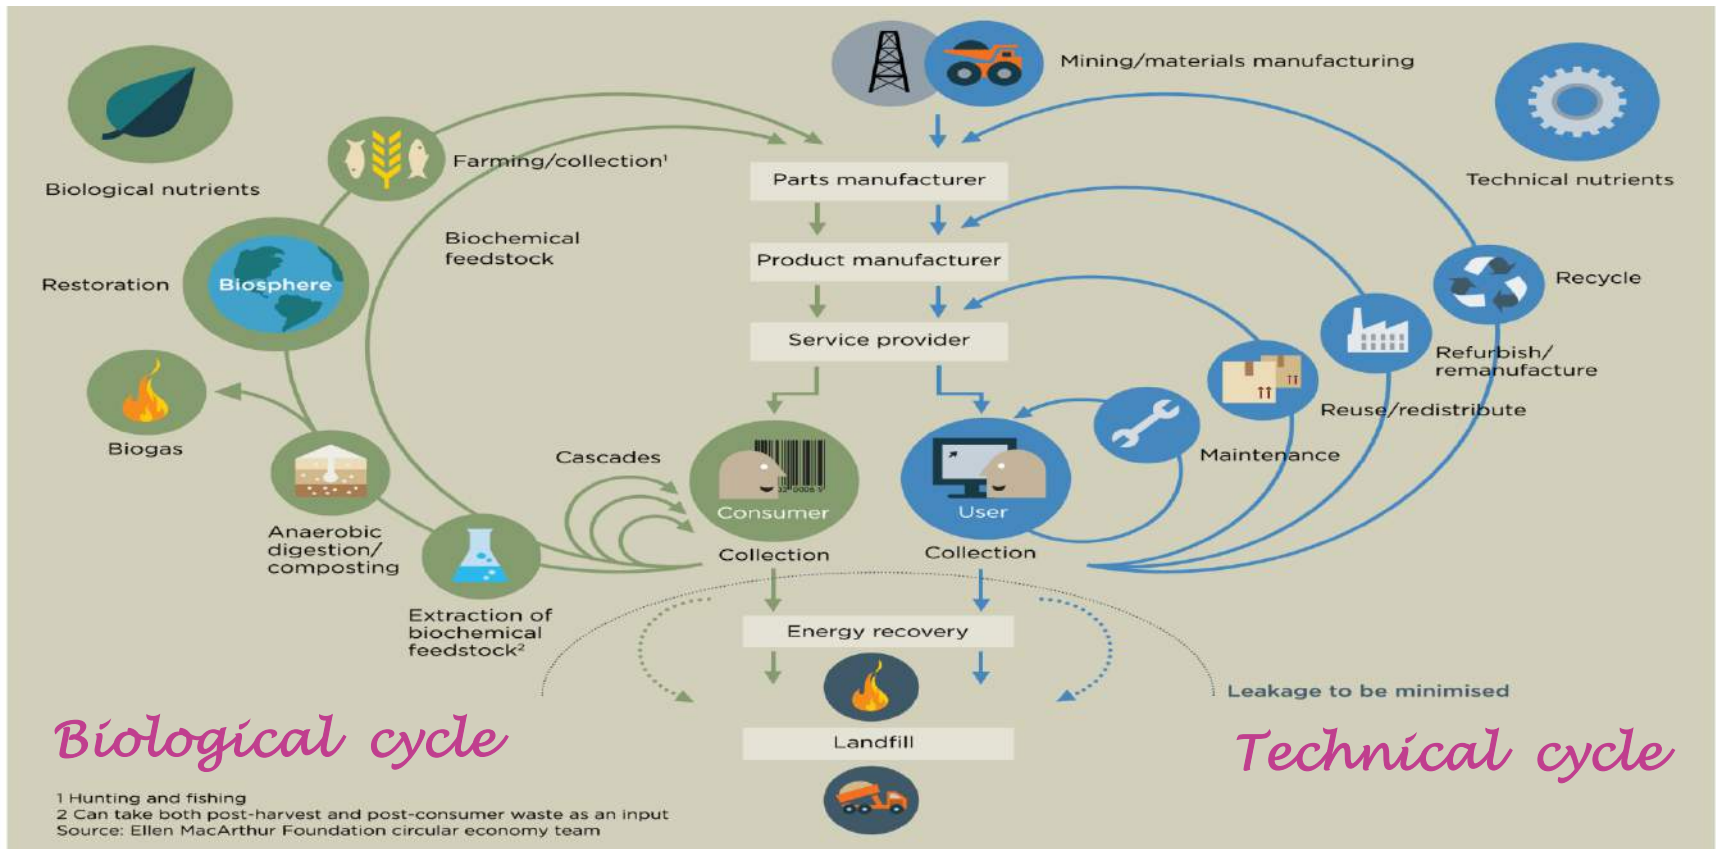 Mining/materials manufacturing
Biological nutrients
Technical nutrients
Farming/collection¹
Parts manufacturer
Biochemical
feedstock
Product manufacturer
Restoration
Biosphere
Recycle
Service provider
Refurbish/
remanufacture
Reuse/redistribute
Biogas
Cascades
Maintenance
Consumer
User
Anaerobic
digestion/
composting
Collection
Collection
Extraction of
biochemical
feedstock²
Energy recovery
Leakage to be minimised
Landfill
Biological cycle
Technical cycle
1 Hunting and fishing
2 Can take both post-harvest and post-consumer waste as an input
Source: Ellen MacArthur Foundation circular economy team